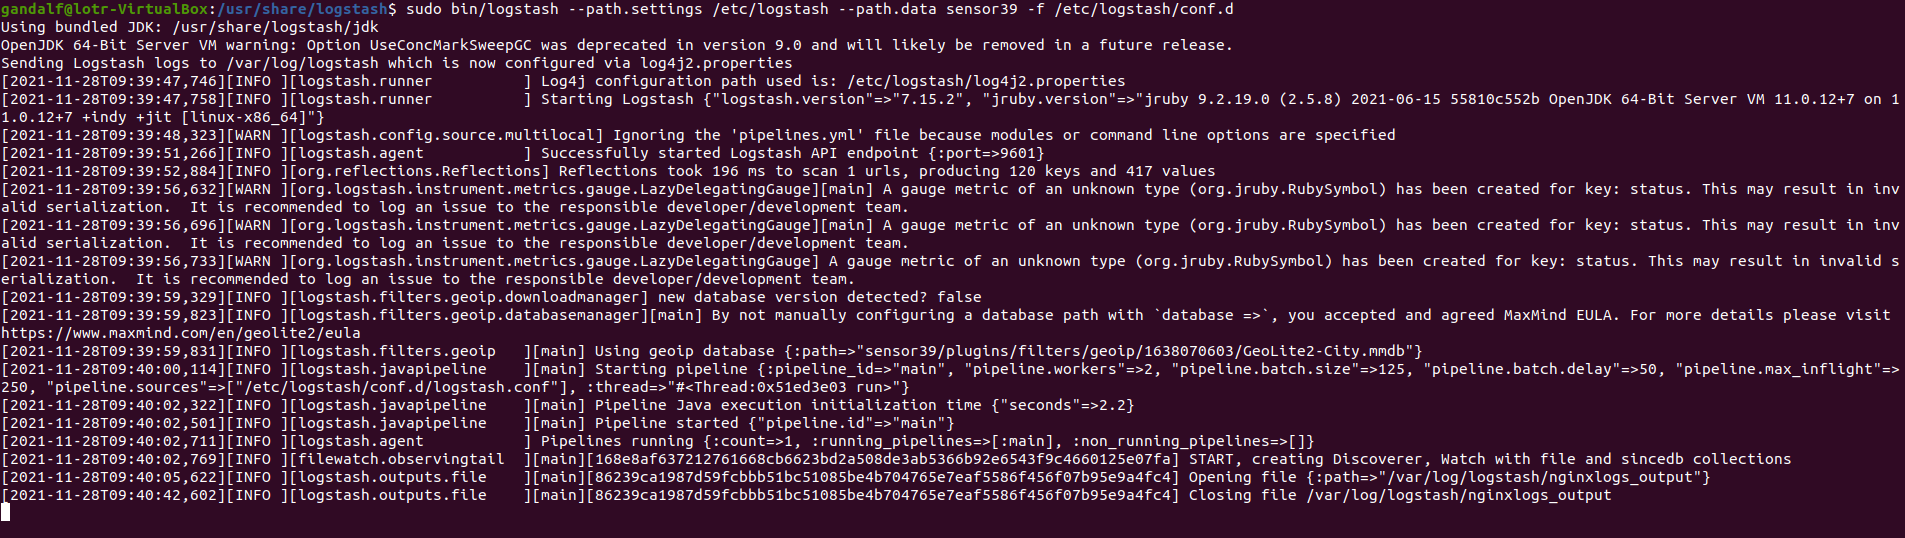 gandalf@lotr-VirtualBox:/usr/share/logstash$ sudo bin/logstash --path.settings /etc/logstash --path.data sensor39 -f /etc/logstash/conf.d
Using bundled JDK: /usr/share/logstash/jdk
OpenJDK 64-Bit Server VM warning: Option UseConcMarkSweepGC was deprecated in version 9.0 and will likely be removed in a future release.
Sending Logstash logs to /var/log/logstash which is now configured via log4j2.properties
[2021-11-28T09:39:47,746][INFO ][logstash.runner          ] Log4j configuration path used is: /etc/logstash/log4j2.properties
[2021-11-28T09:39:47,758][INFO ][logstash.runner          ] Starting Logstash {"logstash.version"=>"7.15.2", "jruby.version"=>"jruby 9.2.19.0 (2.5.8) 2021-06-15 55810c552b OpenJDK 64-Bit Server VM 11.0.12+7 on 1
1.0.12+7 +indy +jit [linux-x86_64]"}
[2021-11-28T09:39:48,323][WARN ][logstash.config.source.multilocal] Ignoring the 'pipelines.yml' file because modules or command line options are specified
[2021-11-28T09:39:51,266][INFO ][logstash.agent           ] Successfully started Logstash API endpoint {:port=>9601}
[2021-11-28T09:39:52,884][INFO ][org.reflections.Reflections] Reflections took 196 ms to scan 1 urls, producing 120 keys and 417 values
[2021-11-28T09:39:56,632][WARN ][org.logstash.instrument.metrics.gauge.LazyDelegatingGauge][main] A gauge metric of an unknown type (org.jruby.RubySymbol) has been created for key: status. This may result in inv
alid serialization.  It is recommended to log an issue to the responsible developer/development team.
[2021-11-28T09:39:56,696][WARN ][org.logstash.instrument.metrics.gauge.LazyDelegatingGauge][main] A gauge metric of an unknown type (org.jruby.RubySymbol) has been created for key: status. This may result in inv
alid serialization.  It is recommended to log an issue to the responsible developer/development team.
[2021-11-28T09:39:56,733][WARN ][org.logstash.instrument.metrics.gauge.LazyDelegatingGauge] A gauge metric of an unknown type (org.jruby.RubySymbol) has been created for key: status. This may result in invalid s
erialization.  It is recommended to log an issue to the responsible developer/development team.
[2021-11-28T09:39:59,329][INFO ][logstash.filters.geoip.downloadmanager] new database version detected? false
[2021-11-28T09:39:59,823][INFO ][logstash.filters.geoip.databasemanager][main] By not manually configuring a database path with `database =>`, you accepted and agreed MaxMind EULA. For more details please visit
https://www.maxmind.com/en/geolite2/eula
[2021-11-28T09:39:59,831][INFO ][logstash.filters.geoip   ][main] Using geoip database {:path=>"sensor39/plugins/filters/geoip/1638070603/GeoLite2-City.mmdb"}
[2021-11-28T09:40:00,114][INFO ][logstash.javapipeline    ][main] Starting pipeline {:pipeline_id=>"main", "pipeline.workers"=>2, "pipeline.batch.size"=>125, "pipeline.batch.delay"=>50, "pipeline.max_inflight"=>
250, "pipeline.sources"=>["/etc/logstash/conf.d/logstash.conf"], :thread=>"#<Thread:0x51ed3e03 run>"}
[2021-11-28T09:40:02,322][INFO ][logstash.javapipeline    ][main] Pipeline Java execution initialization time {"seconds"=>2.2}
[2021-11-28T09:40:02,501][INFO ][logstash.javapipeline    ][main] Pipeline started {"pipeline.id"=>"main"}
[2021-11-28T09:40:02,711][INFO ][logstash.agent           ] Pipelines running {:count=>1, :running_pipelines=>[:main], :non_running_pipelines=>[]}
[2021-11-28T09:40:02,769][INFO ][filewatch.observingtail  ][main][168e8af637212761668cb6623bd2a508de3ab5366b92e6543f9c4660125e07fa] START, creating Discoverer, Watch with file and sincedb collections
[2021-11-28T09:40:05,622][INFO ][logstash.outputs.file    ][main][86239ca1987d59fcbbb51bc51085be4b704765e7eaf5586f456f07b95e9a4fc4] Opening file {:path=>"/var/log/logstash/nginxlogs_output"}
[2021-11-28T09:40:42,602][INFO ][logstash.outputs.file    ][main][86239ca1987d59fcbbb51bc51085be4b704765e7eaf5586f456f07b95e9a4fc4] Closing file /var/log/logstash/nginxlogs_output